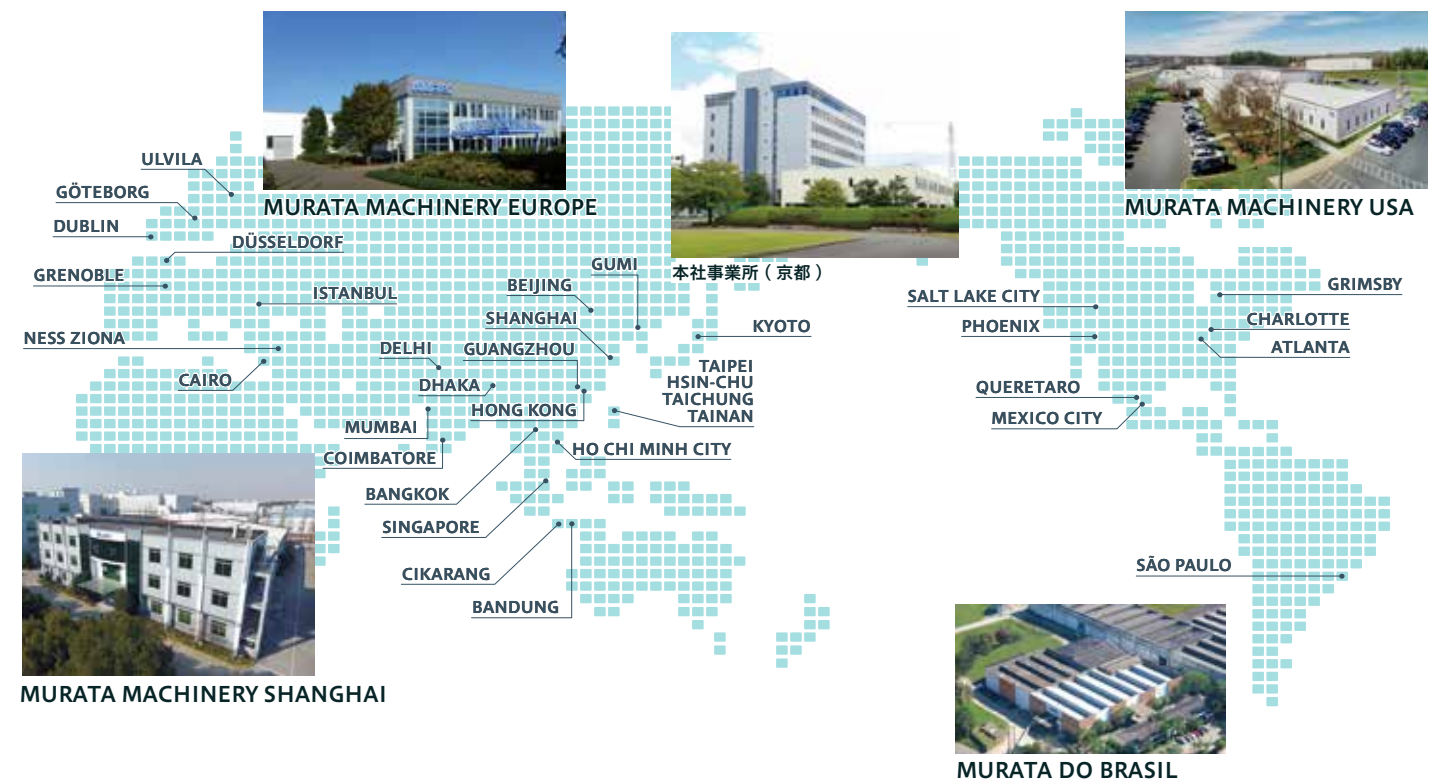 ULVILA
GÖTEBORG
DUBLIN
MURATA MACHINERY EUROPE
MURATA MACHINERY USA
DÜSSELDORF
GRENOBLE
本社事業所（京都）
GUMI
BEIJING
ISTANBUL
SHANGHAI
KYOTO
NESS ZIONA
DELHI
GUANGZHOU
CAIRO
DHAKA
TAIPEI
HSIN-CHU
TAICHUNG
TAINAN
HONG KONG
MUMBAI
HO CHI MINH CITY
COIMBATORE
BANGKOK
SINGAPORE
CIKARANG
BANDUNG
SALT LAKE CITY
GRIMSBY
PHOENIX
CHARLOTTE
ATLANTA
QUERETARO
MEXICO CITY
SÃO PAULO
MURATA MACHINERY SHANGHAI
MURATA DO BRASIL